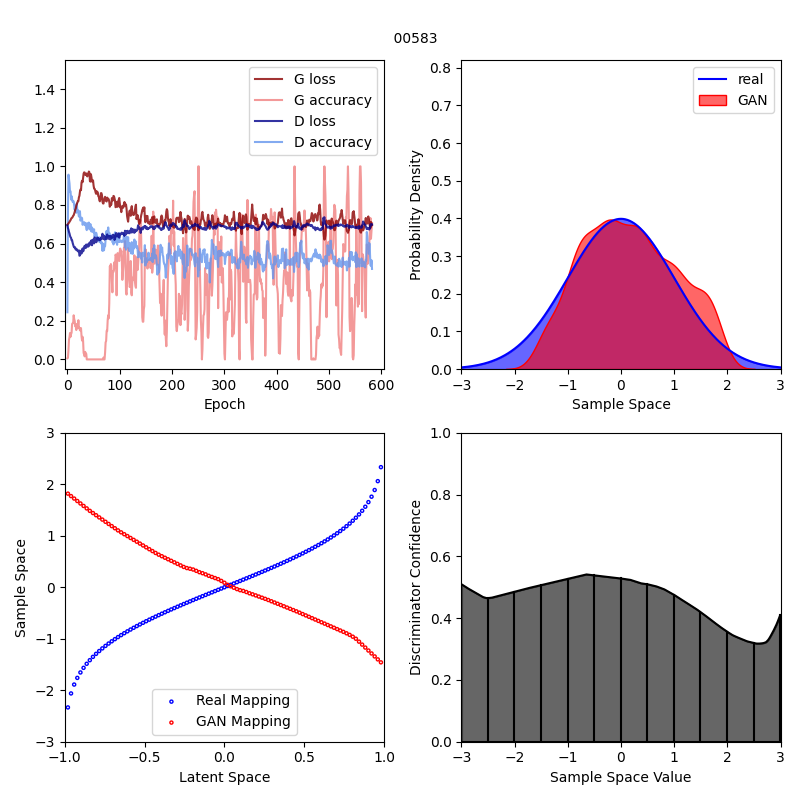 00583
1.4
1.2
1.0
0.8
0.6
0.4
0.2
0.0
0 100 200 300 400 500 600
Epoch
G loss
G accuracy
D loss
D accuracy
0.8
0.7
0.6
0.5
0.4
0.3
0.2
0.1
0.0
Probability Density
−3 −2 −1 0 1 2 3
Sample Space
real
GAN
3
2
1
0
−1
−2
−3
Sample Space
−1.0 −0.5 0.0 0.5 1.0
Latent Space
Real Mapping
GAN Mapping
1.0
0.8
0.6
0.4
0.2
0.0
Discriminator Confidence
−3 −2 −1 0 1 2 3
Sample Space Value